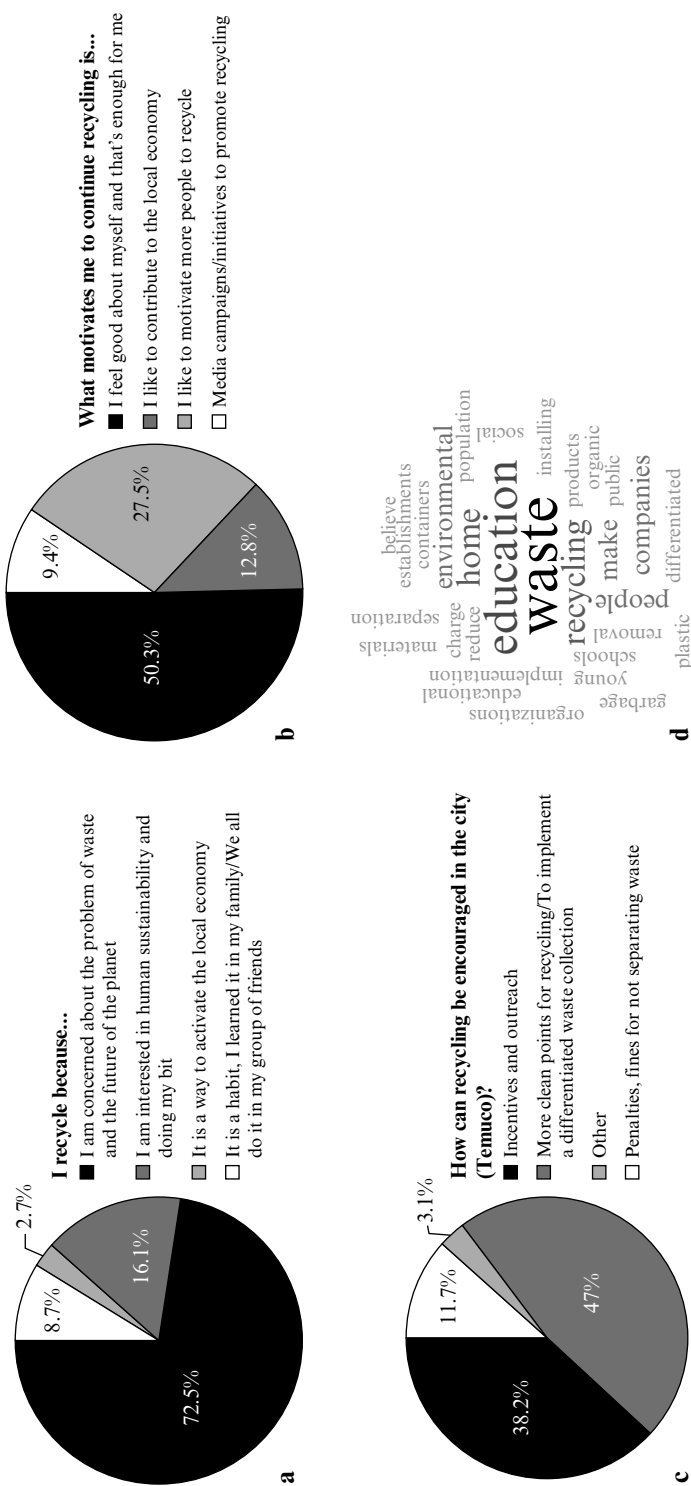 I recycle because...
I am concerned about the problem of waste
and the future of the planet
I am interested in human sustainability and
doing my bit
It is a way to activate the local economy
It is a habit, I learned it in my family/We all
do it in my group of friends
8.7%
2.7%
16.1%
72.5%
a
What motivates me to continue recycling is...
I feel good about myself and that's enough for me
I like to contribute to the local economy
I like to motivate more people to recycle
Media campaigns/initiatives to promote recycling
9.4%
27.5%
50.3%
12.8%
b
How can recycling be encouraged in the city
(Temuco)?
Incentives and outreach
More clean points for recycling/To implement
a differentiated waste collection
Other
Penalties, fines for not separating waste
11.7%
3.1%
38.2%
47%
c
believe
establishments
containers
environmental
population
social
separation
materials
charge
reduce
home
education
waste
installing
implementation
educational
organizations
recycling
products
organic
public
make
companies
people
removal
schools
young
garbage
plastic
differentiated
d